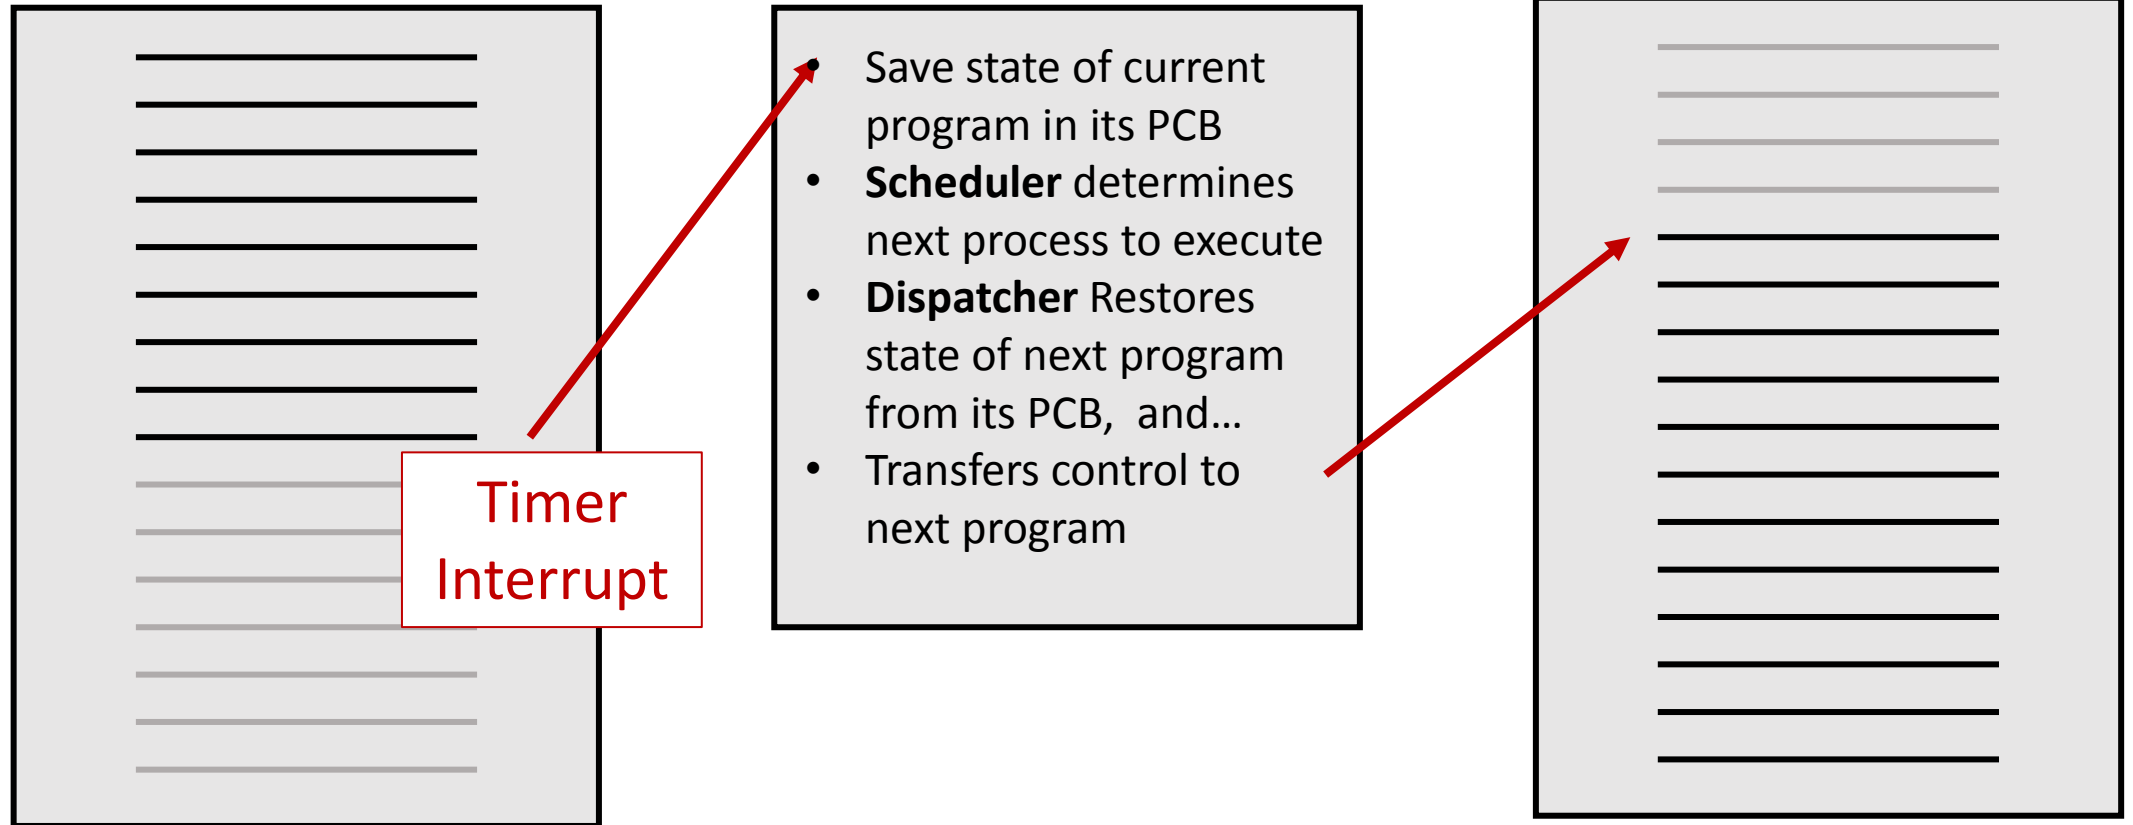 Timer
Interrupt
• Save state of current
program in its PCB
• Scheduler determines
next process to execute
• Dispatcher Restores
state of next program
from its PCB,  and…
• Transfers control to
next program